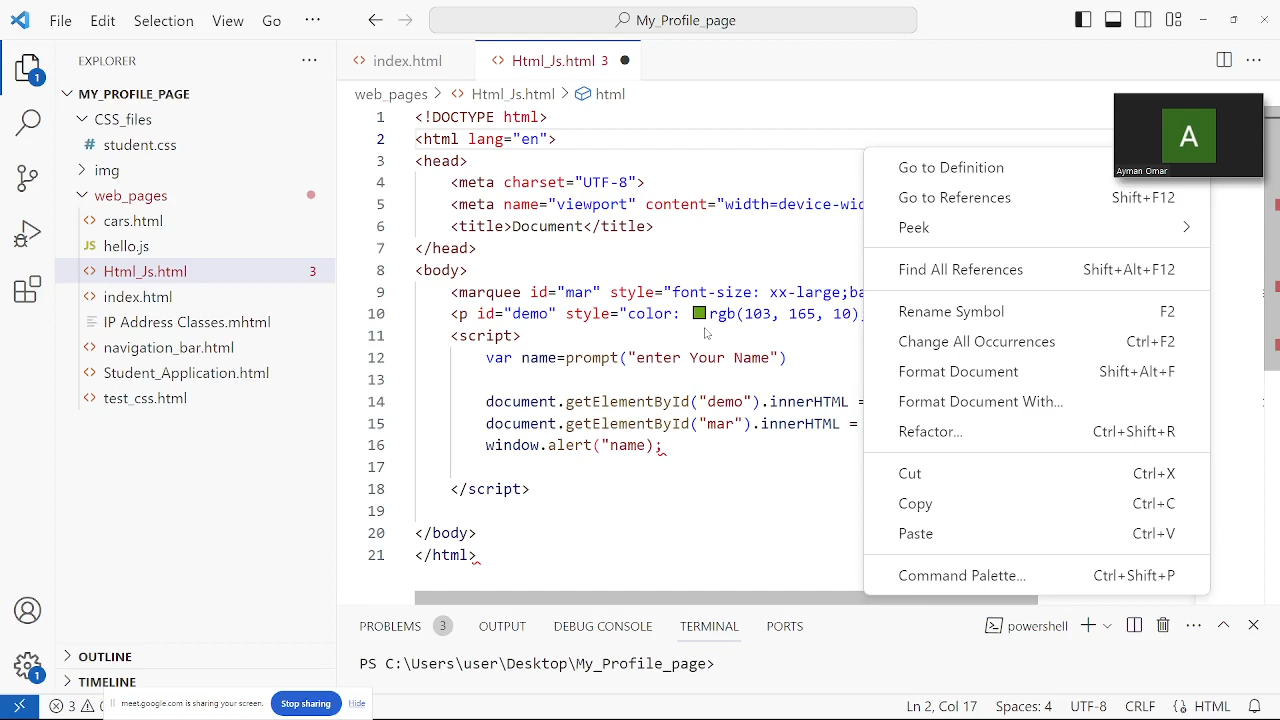 File Edit Selection View Go ··· My_Profile_page
EXPLORER ···
MY_PROFILE_PAGE
CSS_files
# student.css
img
web_pages
<> cars.html
JS hello.js
<> Html_Js.html 3
<> index.html
IP Address Classes.mhtml
<> navigation_bar.html
<> Student_Application.html
<> test_css.html
OUTLINE
TIMELINE
1
1
<> index.html <> Html_Js.html 3 ● ···
web_pages > <> Html_Js.html > html
1 <!DOCTYPE html>
2 <html lang="en">
3 <head>
4 <meta charset="UTF-8">
5 <meta name="viewport" content="width=device-wid
6 <title>Document</title>
7 </head>
8 <body>
9 <marquee id="mar" style="font-size: xx-large;ba
10 <p id="demo" style="color: rgb(103, 165, 10);
11 <script>
12 var name=prompt("enter Your Name")
13
14 document.getElementById("demo").innerHTML =
15 document.getElementById("mar").innerHTML =
16 window.alert("name);
17
18 </script>
19
20 </body>
21 </html>
A
Ayman Omar
Go to Definition
Go to References Shift+F12
Peek >
Find All References Shift+Alt+F12
Rename Symbol F2
Change All Occurrences Ctrl+F2
Format Document Shift+Alt+F
Format Document With...
Refactor... Ctrl+Shift+R
Cut Ctrl+X
Copy Ctrl+C
Paste Ctrl+V
Command Palette... Ctrl+Shift+P
PROBLEMS 3 OUTPUT DEBUG CONSOLE TERMINAL PORTS powershell ···
PS C:\Users\user\Desktop\My_Profile_page>
meet.google.com is sharing your screen. Stop sharing Hide
3 Ln 2, Col 17 Spaces: 4 UTF-8 CRLF HTML